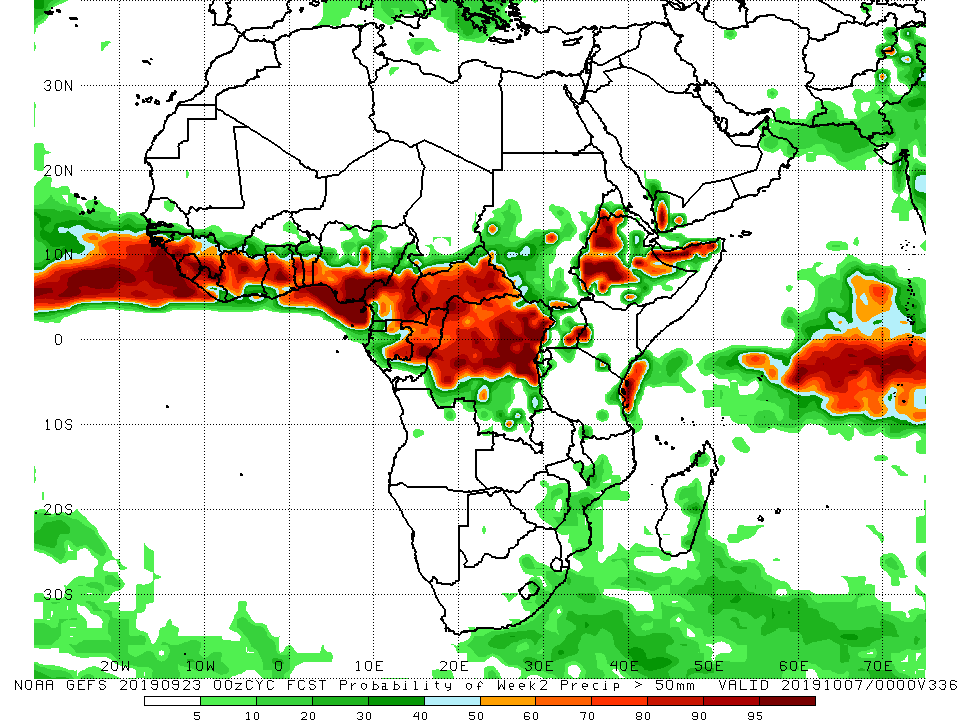 30N
20N
10N
0
10S
20S
30S
20W 10W 0 10E 20E 30E 40E 50E 60E 70E
NOAA GEFS 20190923 00zCYC FCST Probability of Week2 Precip > 50mm VALID 20191007/0000V336
5 10 20 30 40 50 60 70 80 90 95